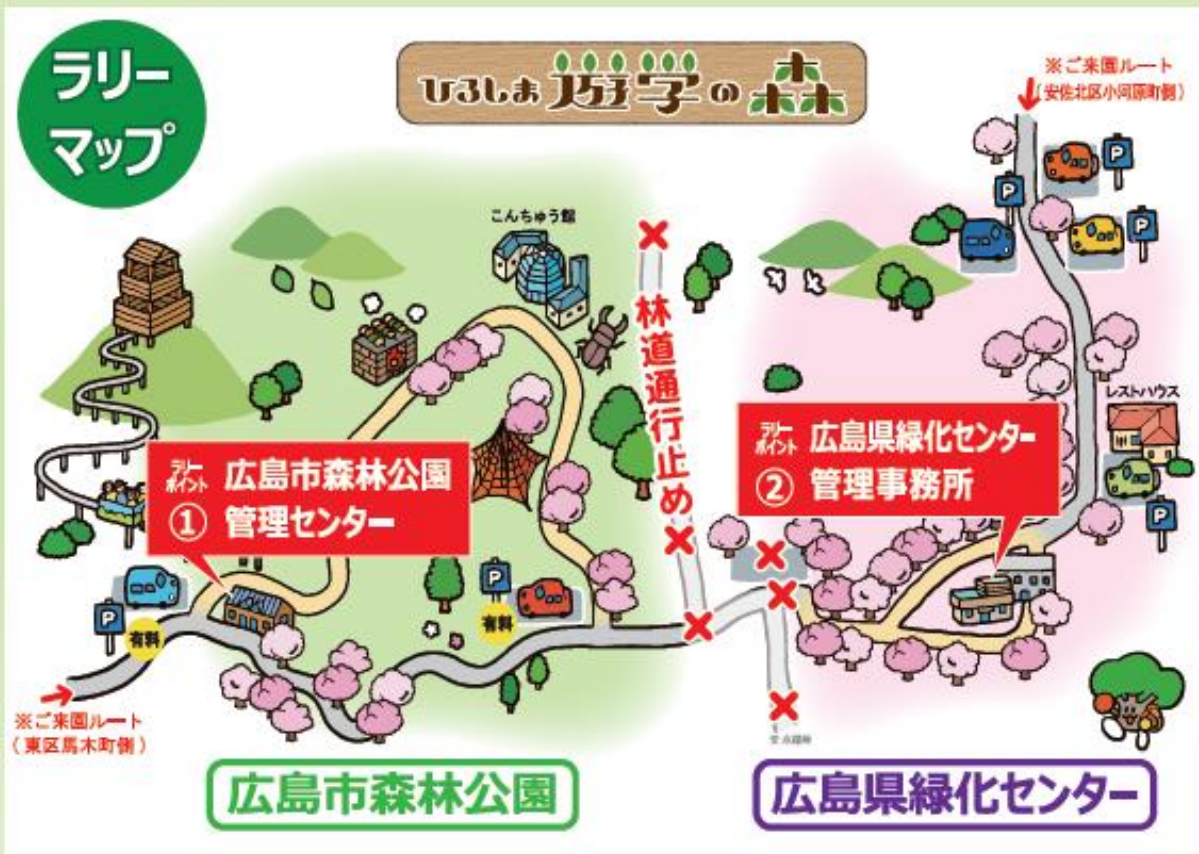 ラリー
マップ
ひろしま遊学の森
※ご来園ルート
(安佐北区小河原町側)
P
P
P
こんちゅう館
林道通行止め
レストハウス
P
ラリーポイント
① 広島市森林公園
管理センター
ラリーポイント
② 広島県緑化センター
管理事務所
P
有料
P
有料
※ご来園ルート
(東区馬木町側)
広島市森林公園
広島県緑化センター